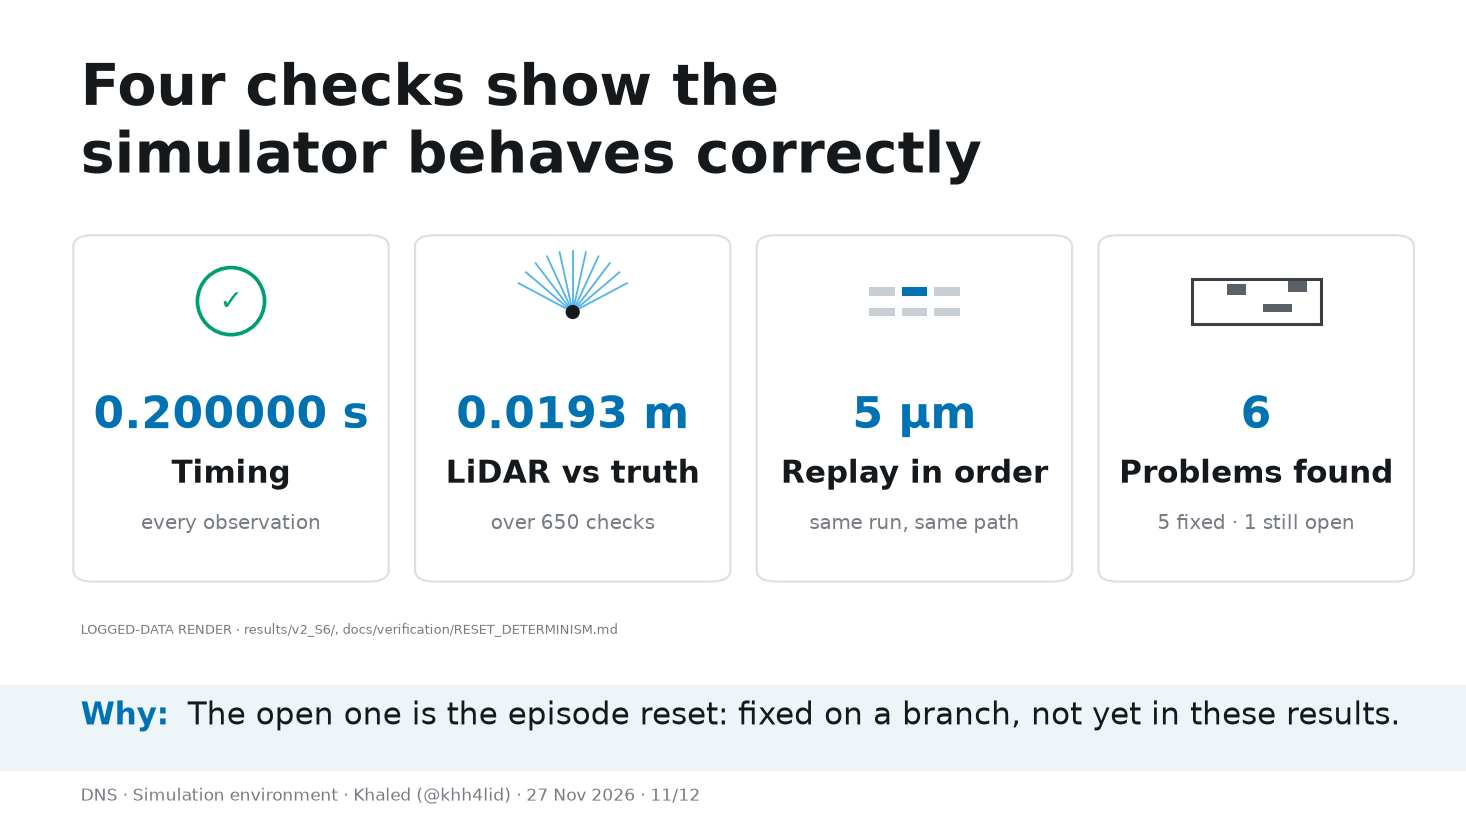 Four checks show the
simulator behaves correctly
✓
0.200000 s
Timing
every observation
0.0193 m
LiDAR vs truth
over 650 checks
5 µm
Replay in order
same run, same path
6
Problems found
5 fixed · 1 still open
LOGGED-DATA RENDER · results/v2_S6/, docs/verification/RESET_DETERMINISM.md
Why: The open one is the episode reset: fixed on a branch, not yet in these results.
DNS · Simulation environment · Khaled (@khh4lid) · 27 Nov 2026 · 11/12